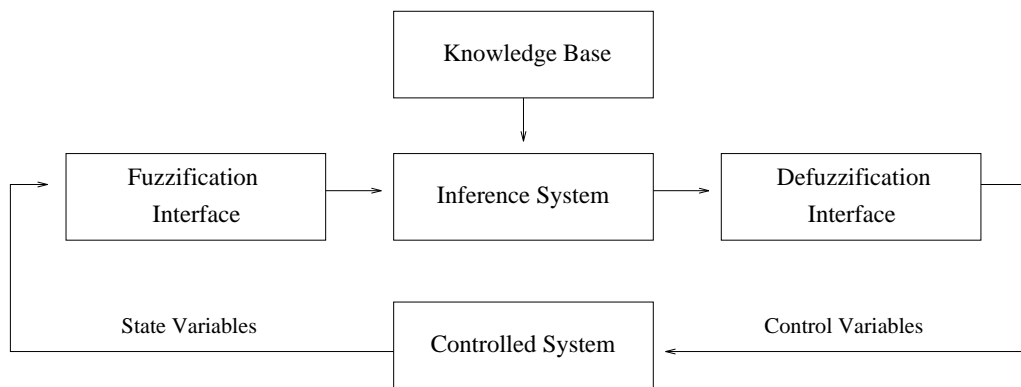 Knowledge Base
Fuzzification
Interface
Inference System
Defuzzification
Interface
State Variables
Controlled System
Control Variables